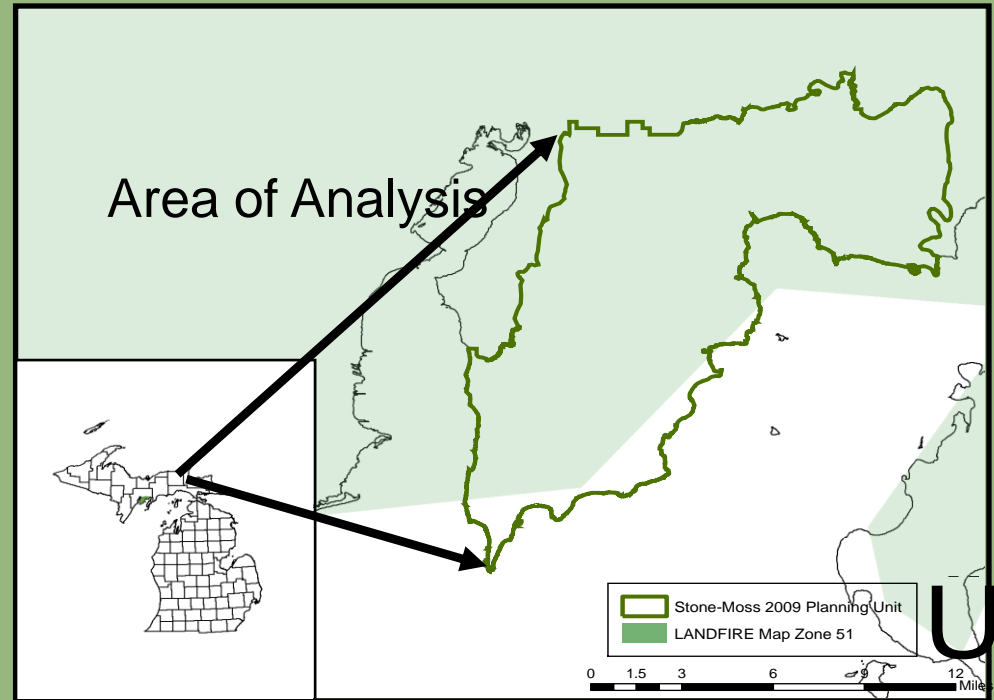 Area of Analysis
Stone-Moss 2009 Planning Unit
LANDFIRE Map Zone 51
U
0 1.5 3 6 9 12
Miles